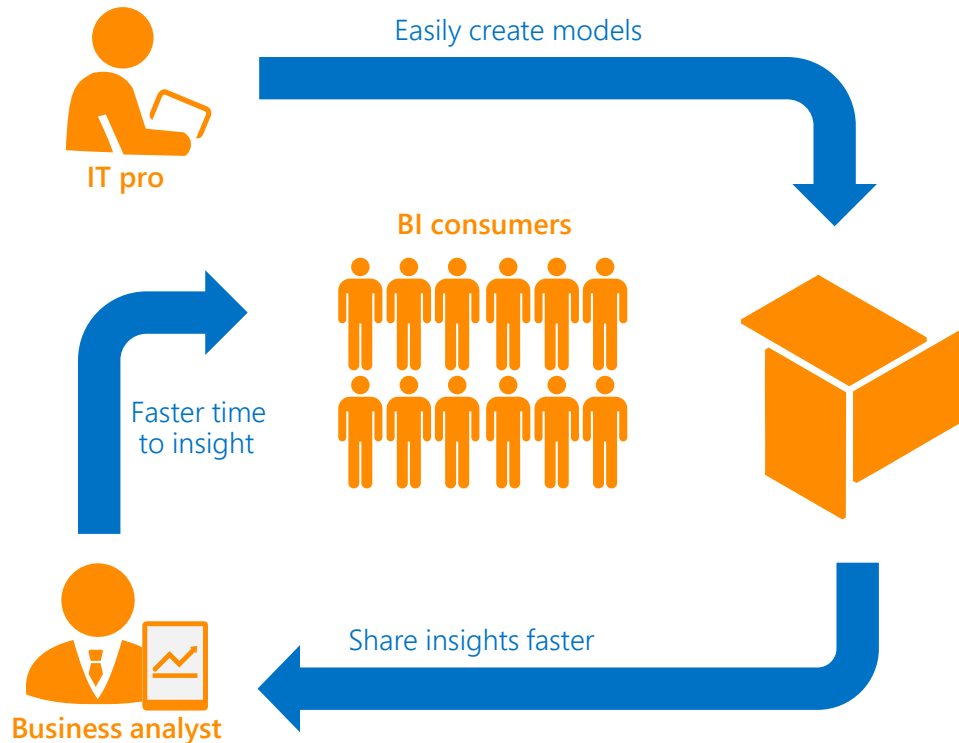 Easily create models
IT pro
BI consumers
Faster time
to insight
Share insights faster
Business analyst